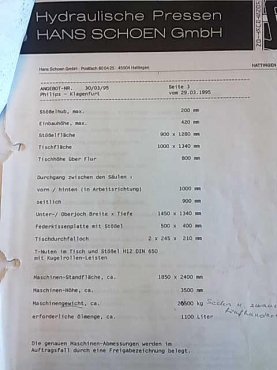 Hydraulische Pressen
HANS SCHOEN GmbH
Hans Schoen GmbH · Postfach 80 04 25 · 45504 Hattingen
HATTINGEN
ANGEBOT-NR. 30/03/95 Seite 3
Philips - Klagenfurt vom 29.03.1995
Stößelhub, max. 200 mm
Einbauhöhe, max. 420 mm
Stößelfläche 900 x 1280 mm
Tischfläche 1000 x 1340 mm
Tischhöhe über Flur 800 mm
Durchgang zwischen den Säulen :
vorn / hinten (in Arbeitsrichtung) 1000 mm
seitlich 900 mm
Unter-/ Oberjoch-Breite x Tiefe 1450 x 1340 mm
Federkissenplatte mit Stößel 500 x 400 mm
Tischdurchfalloch 2 x 245 x 210 mm
T-Nuten im Tisch und Stößel H12 DIN 650
mit Kugelrollen-Leisten
Maschinen-Standfläche, ca. 1850 x 2400 mm
Maschinen-Höhe, ca. 3500 mm
Maschinengewicht, ca. kg
erforderliche Ölmenge, ca. 1100 Liter
Die genauen Maschinen-Abmessungen werden im
Auftragsfall durch eine Freigabezeichnung belegt.